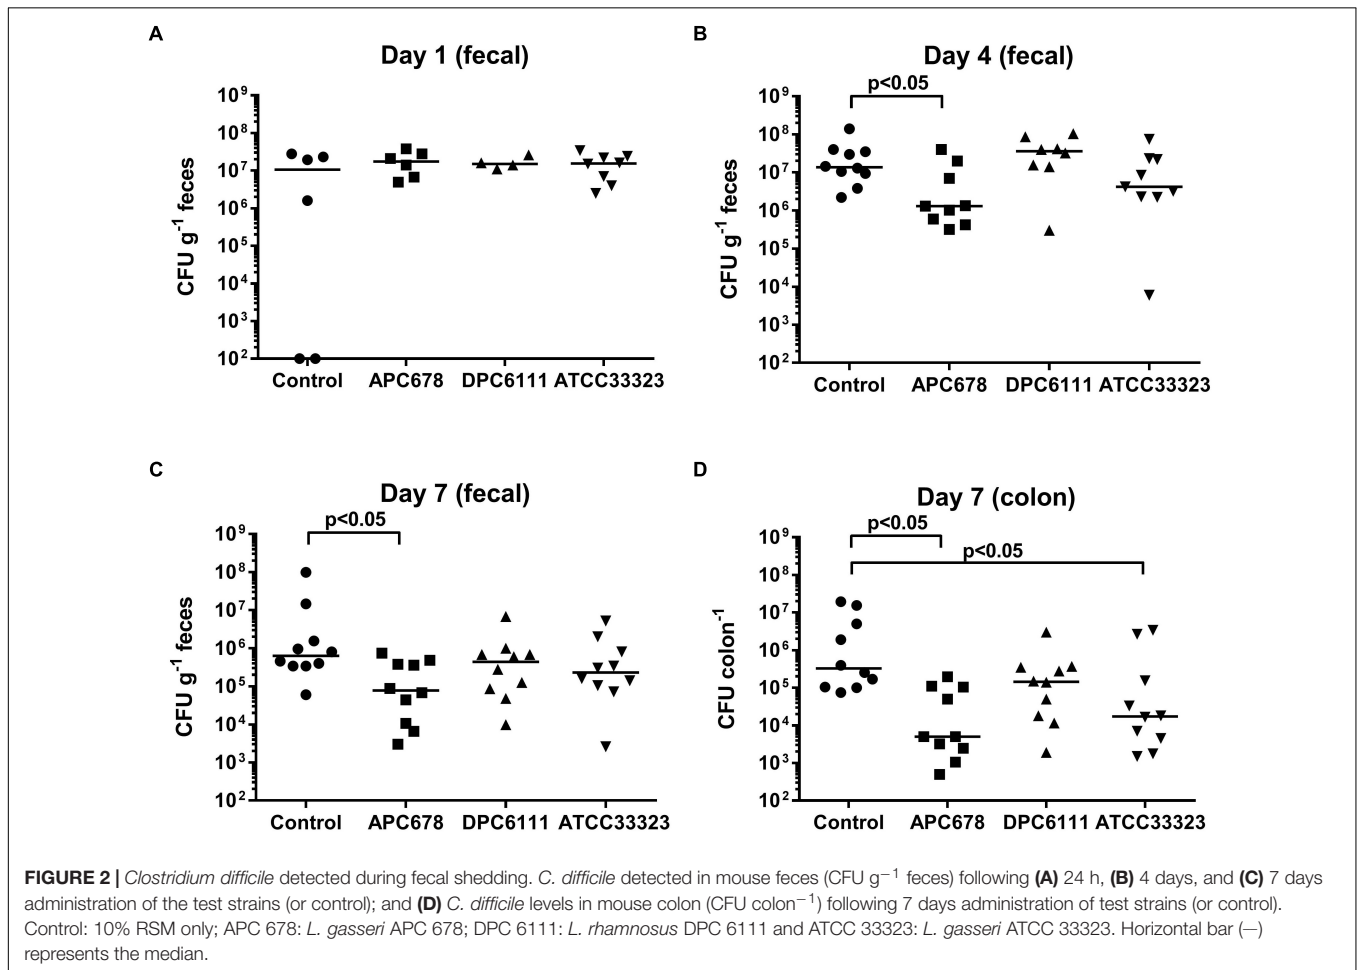 A
Day 1 (fecal)
CFU g⁻¹ feces
10⁹
10⁸
10⁷
10⁶
10⁵
10⁴
10³
10²
Control APC678 DPC6111 ATCC33323
B
Day 4 (fecal)
p<0.05
CFU g⁻¹ feces
10⁹
10⁸
10⁷
10⁶
10⁵
10⁴
10³
10²
Control APC678 DPC6111 ATCC33323
C
Day 7 (fecal)
p<0.05
CFU g⁻¹ feces
10⁹
10⁸
10⁷
10⁶
10⁵
10⁴
10³
10²
Control APC678 DPC6111 ATCC33323
D
Day 7 (colon)
p<0.05
p<0.05
CFU colon⁻¹
10⁹
10⁸
10⁷
10⁶
10⁵
10⁴
10³
10²
Control APC678 DPC6111 ATCC33323
FIGURE 2 | Clostridium difficile detected during fecal shedding. C. difficile detected in mouse feces (CFU g⁻¹ feces) following (A) 24 h, (B) 4 days, and (C) 7 days
administration of the test strains (or control); and (D) C. difficile levels in mouse colon (CFU colon⁻¹) following 7 days administration of test strains (or control).
Control: 10% RSM only; APC 678: L. gasseri APC 678; DPC 6111: L. rhamnosus DPC 6111 and ATCC 33323: L. gasseri ATCC 33323. Horizontal bar (—)
represents the median.